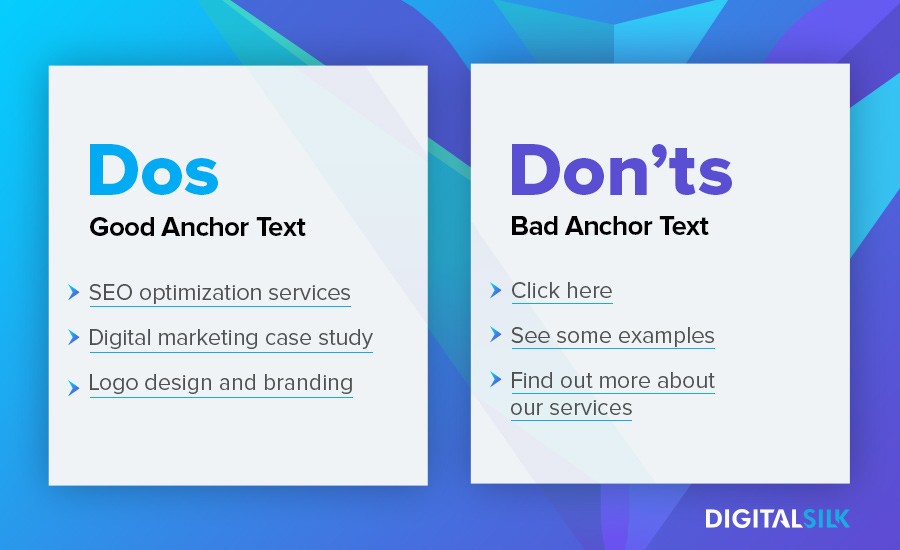 Dos
Good Anchor Text
SEO optimization services
Digital marketing case study
Logo design and branding
Don’ts
Bad Anchor Text
Click here
See some examples
Find out more about
our services
DIGITALSILK